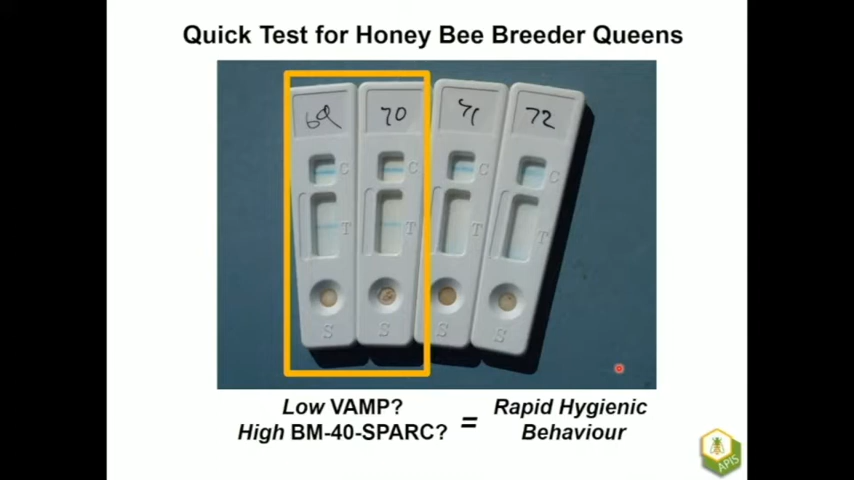 Quick Test for Honey Bee Breeder Queens
69 70 71 72
C C C C
T T T T
S S S S
Low VAMP?
High BM-40-SPARC?
=
Rapid Hygienic
Behaviour
APIS